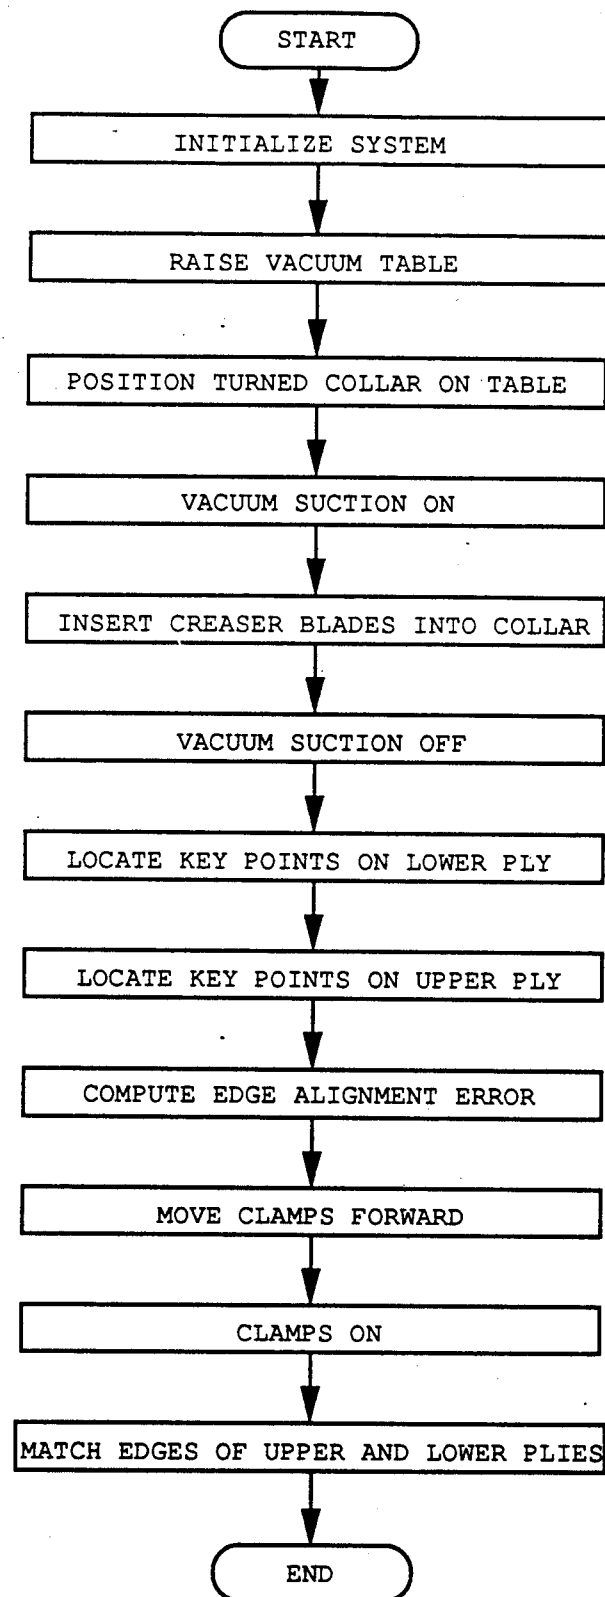 START
INITIALIZE SYSTEM
RAISE VACUUM TABLE
POSITION TURNED COLLAR ON TABLE
VACUUM SUCTION ON
INSERT CREASER BLADES INTO COLLAR
VACUUM SUCTION OFF
LOCATE KEY POINTS ON LOWER PLY
LOCATE KEY POINTS ON UPPER PLY
COMPUTE EDGE ALIGNMENT ERROR
MOVE CLAMPS FORWARD
CLAMPS ON
MATCH EDGES OF UPPER AND LOWER PLIES
END